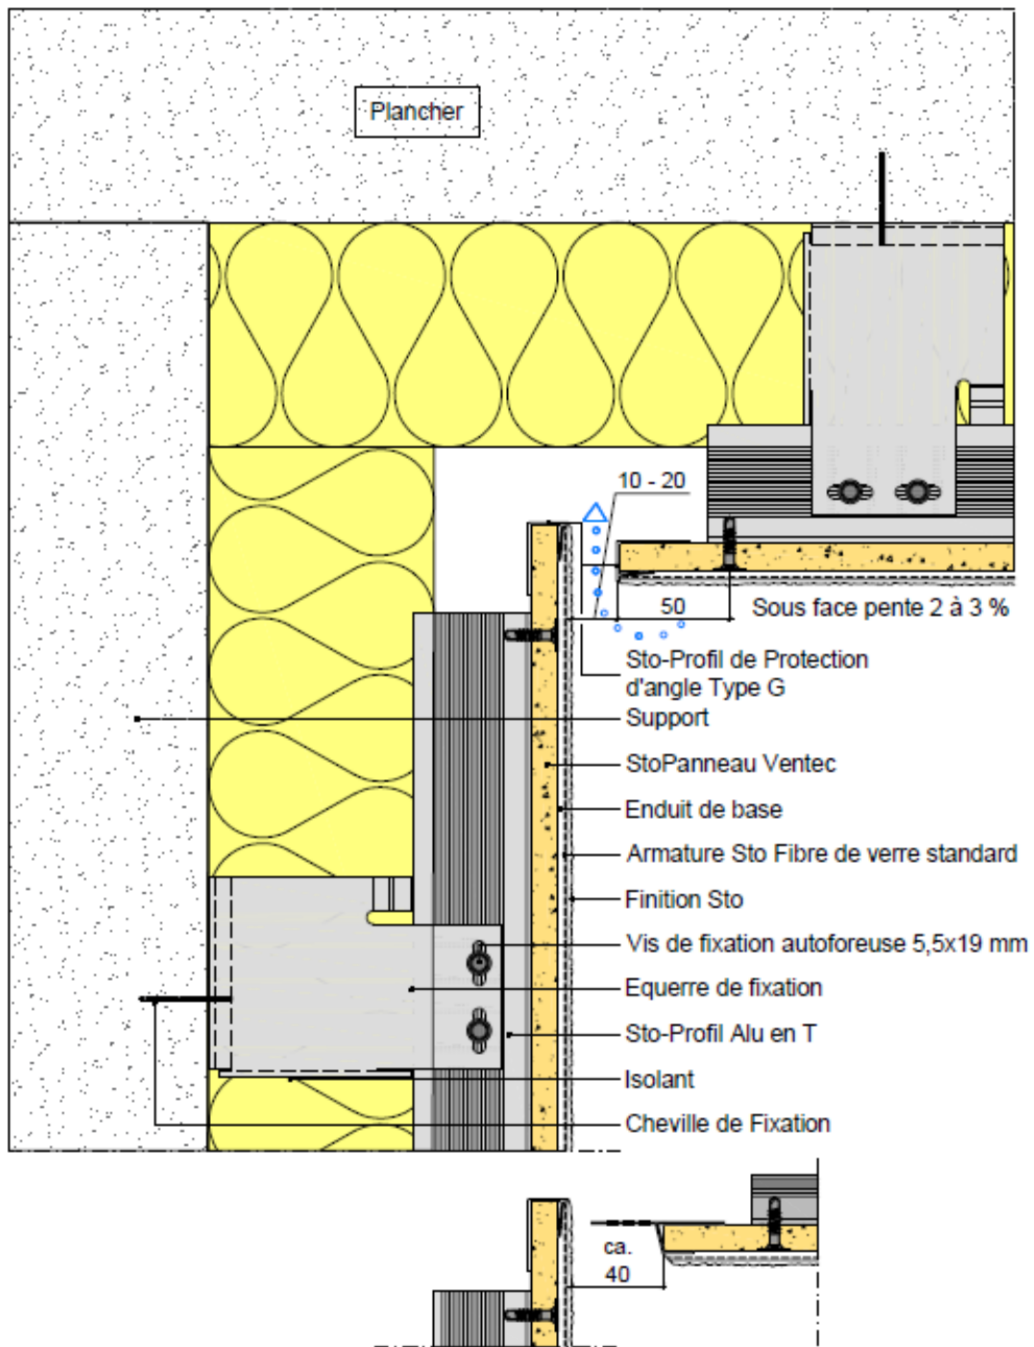 Plancher
10 - 20
50
Sous face pente 2 à 3 %
Sto-Profil de Protection
d'angle Type G
Support
StoPanneau Ventec
Enduit de base
Armature Sto Fibre de verre standard
Finition Sto
Vis de fixation autoforeuse 5,5x19 mm
Equerre de fixation
Sto-Profil Alu en T
Isolant
Cheville de Fixation
ca.
40